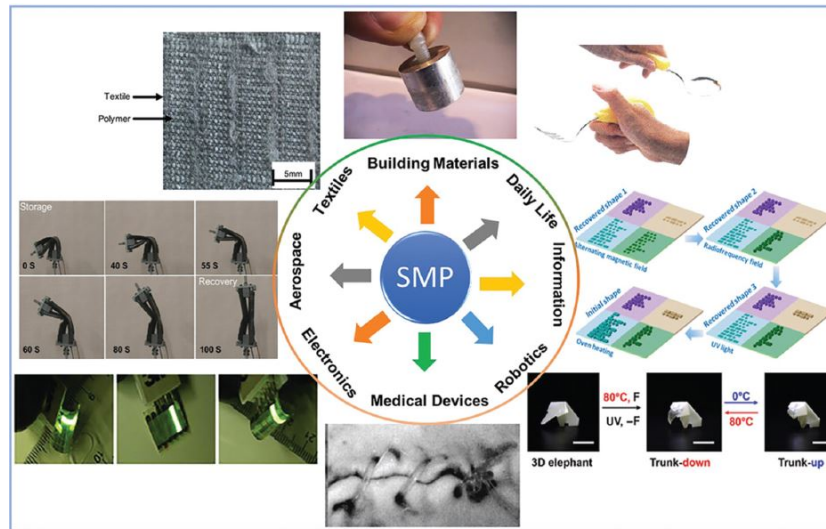 Textile
Polymer
5mm
Building Materials
Textiles
Daily Life
Aerospace
SMP
Information
Electronics
Robotics
Medical Devices
Storage
0 S
40 S
55 S
Recovery
60 S
80 S
100 S
Recovered shape 1
Recovered shape 2
Alternating magnetic field
Radiofrequency field
Initial shape
Recovered shape 3
Oven heating
UV light
80°C, F
UV, –F
0°C
80°C
3D elephant
Trunk-down
Trunk-up